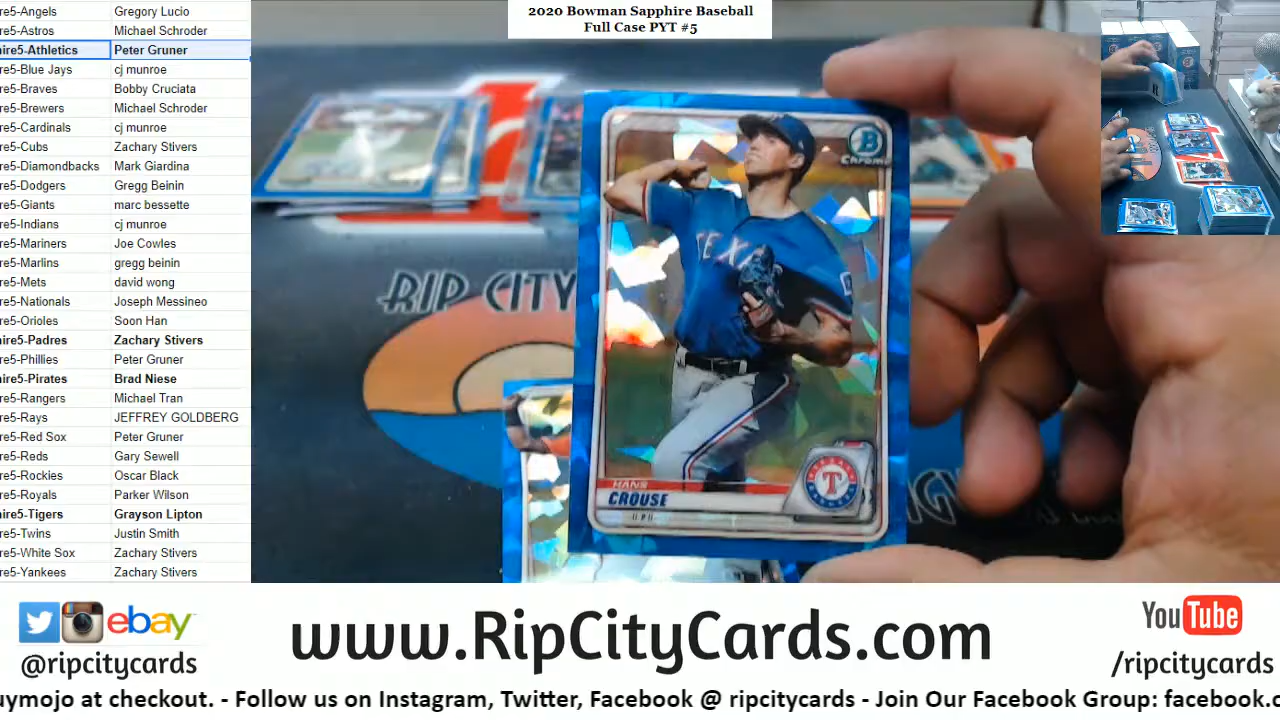 re5-Angels Gregory Lucio
re5-Astros Michael Schroder
ire5-Athletics Peter Gruner
re5-Blue Jays cj munroe
re5-Braves Bobby Cruciata
re5-Brewers Michael Schroder
re5-Cardinals cj munroe
re5-Cubs Zachary Stivers
re5-Diamondbacks Mark Giardina
re5-Dodgers Gregg Beinin
re5-Giants marc bessette
re5-Indians cj munroe
re5-Mariners Joe Cowles
re5-Marlins gregg beinin
re5-Mets david wong
re5-Nationals Joseph Messineo
re5-Orioles Soon Han
ire5-Padres Zachary Stivers
re5-Phillies Peter Gruner
ire5-Pirates Brad Niese
re5-Rangers Michael Tran
re5-Rays JEFFREY GOLDBERG
re5-Red Sox Peter Gruner
re5-Reds Gary Sewell
re5-Rockies Oscar Black
re5-Royals Parker Wilson
ire5-Tigers Grayson Lipton
re5-Twins Justin Smith
re5-White Sox Zachary Stivers
re5-Yankees Zachary Stivers
2020 Bowman Sapphire Baseball
Full Case PYT #5
B
Chrome
TEXA
RIP CITY
HANS
CROUSE
T
ebay
@ripcitycards
www.RipCityCards.com
YouTube
/ripcitycards
uymojo at checkout. - Follow us on Instagram, Twitter, Facebook @ ripcitycards - Join Our Facebook Group: facebook.c